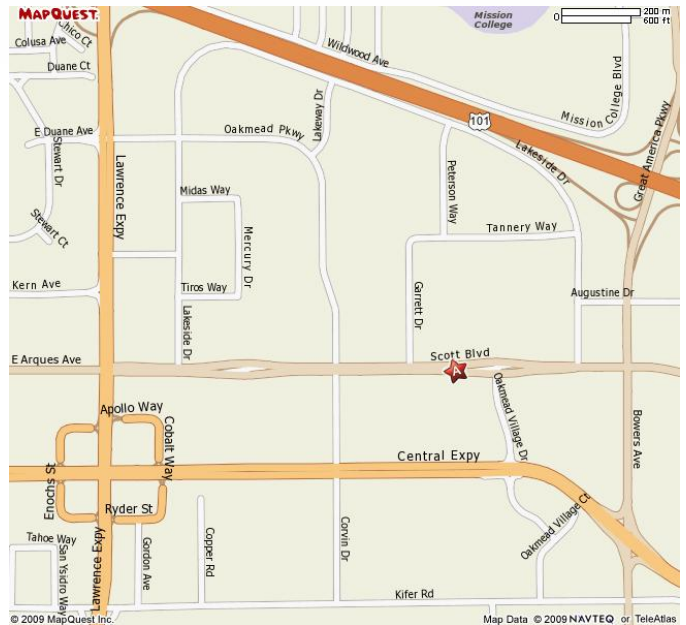 MAPQUEST
Chico Ct
Colusa Ave
Duane Ct
Mission
College
0
200 m
600 ft
Wildwood Ave
Mission College Blvd
E Duane Ave
Stewart Dr
Lawrence Expy
Oakmead Pkwy
Lakeway Dr
101
Lakeside Dr
Great America Pkwy
Midas Way
Mercury Dr
Peterson Way
Stewart Ct
Tannery Way
Kern Ave
Tiros Way
Lakeside Dr
Garrett Dr
Augustine Dr
E Arques Ave
Scott Blvd
A
Apollo Way
Cobalt Way
Oakmead Village Dr
Bowers Ave
Enochs St
Central Expy
Ryder St
Lawrence Expy
Tahoe Way
San Ysidro Way
Gordon Ave
Copper Rd
Corvin Dr
Oakmead Village Ct
Kifer Rd
© 2009 MapQuest Inc.
Map Data © 2009 NAVTEQ or TeleAtlas